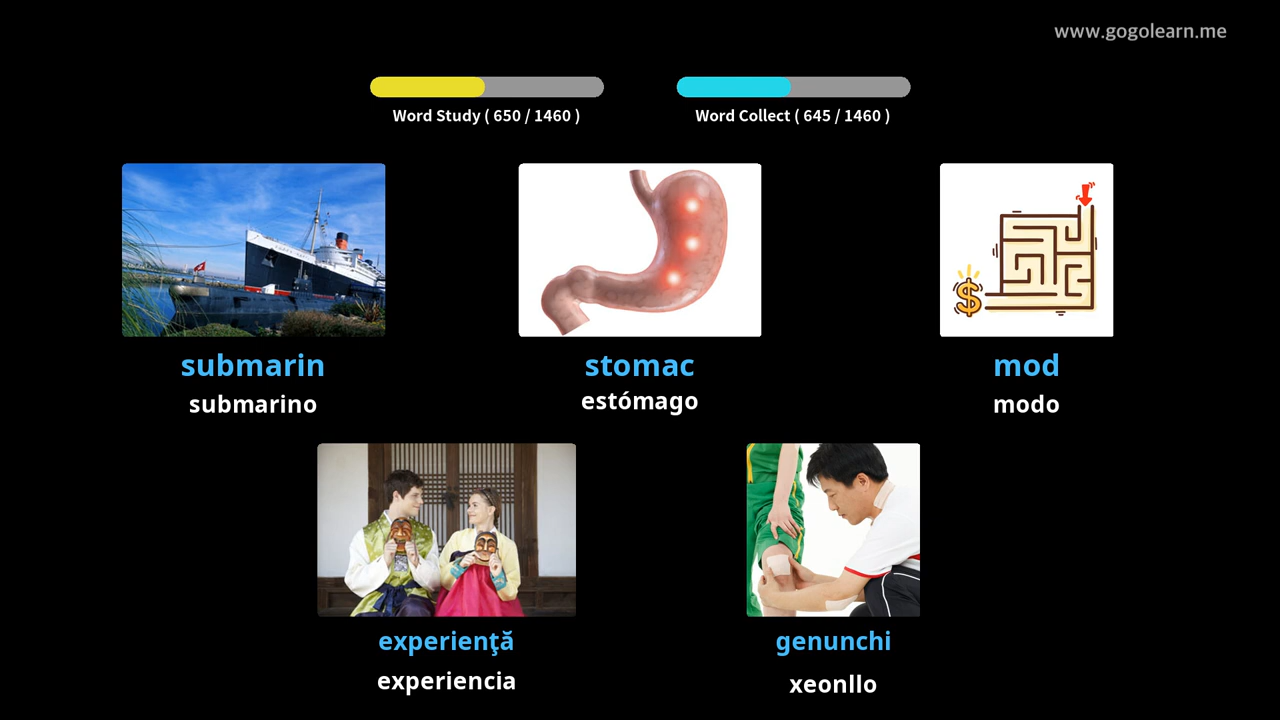 www.gogolearn.me
Word Study ( 650 / 1460 )
Word Collect ( 645 / 1460 )
submarin
submarino
stomac
estómago
mod
modo
experienţă
experiencia
genunchi
xeonllo